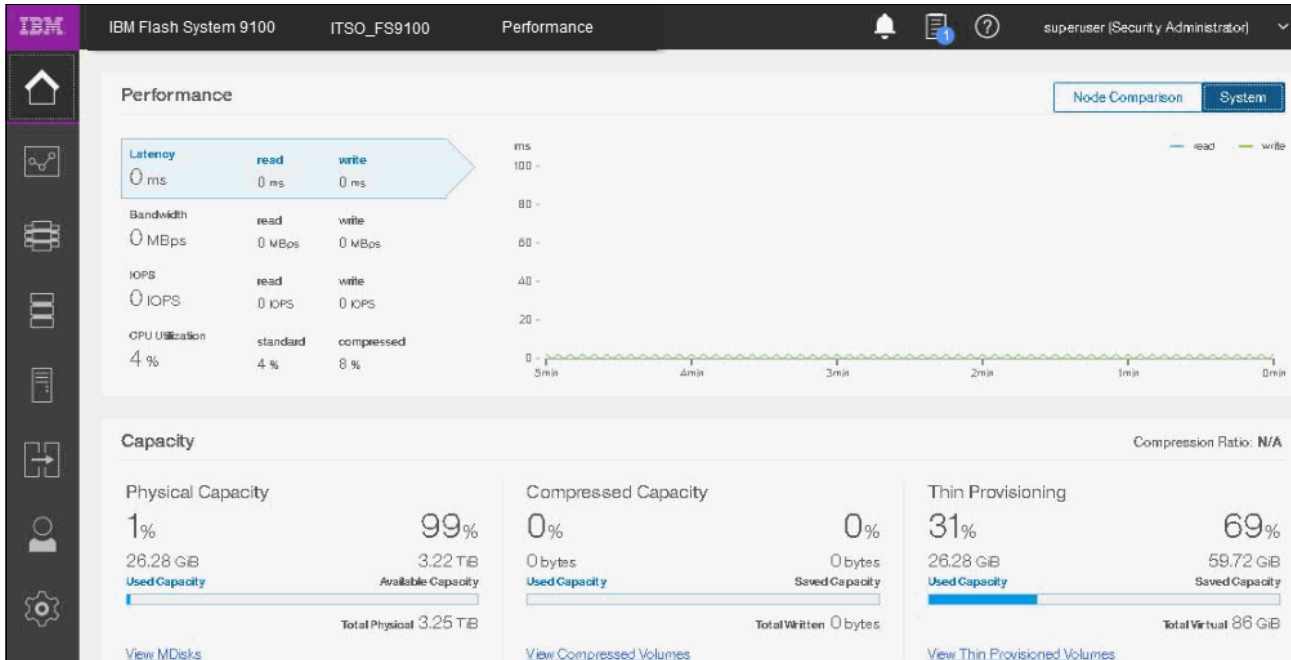 IBM IBM Flash System 9100 ITSO_FS9100 Performance 1 ? superuser (Security Administrator)
Performance Node Comparison System
Latency read write
0 ms 0 ms 0 ms
Bandwidth read write
0 MBps 0 MBps 0 MBps
IOPS read write
0 IOPS 0 IOPS 0 IOPS
CPU Utilization standard compressed
4 % 4 % 8 %
ms read write
100
80
60
40
20
0
5min 4min 3min 2min 1min 0min
Capacity Compression Ratio: N/A
Physical Capacity
1% 99%
26.28 GiB 3.22 TiB
Used Capacity Available Capacity
Total Physical 3.25 TiB
View MDisks
Compressed Capacity
0% 0%
0 bytes 0 bytes
Used Capacity Saved Capacity
Total Written 0 bytes
View Compressed Volumes
Thin Provisioning
31% 69%
26.28 GiB 59.72 GiB
Used Capacity Saved Capacity
Total Virtual 86 GiB
View Thin Provisioned Volumes